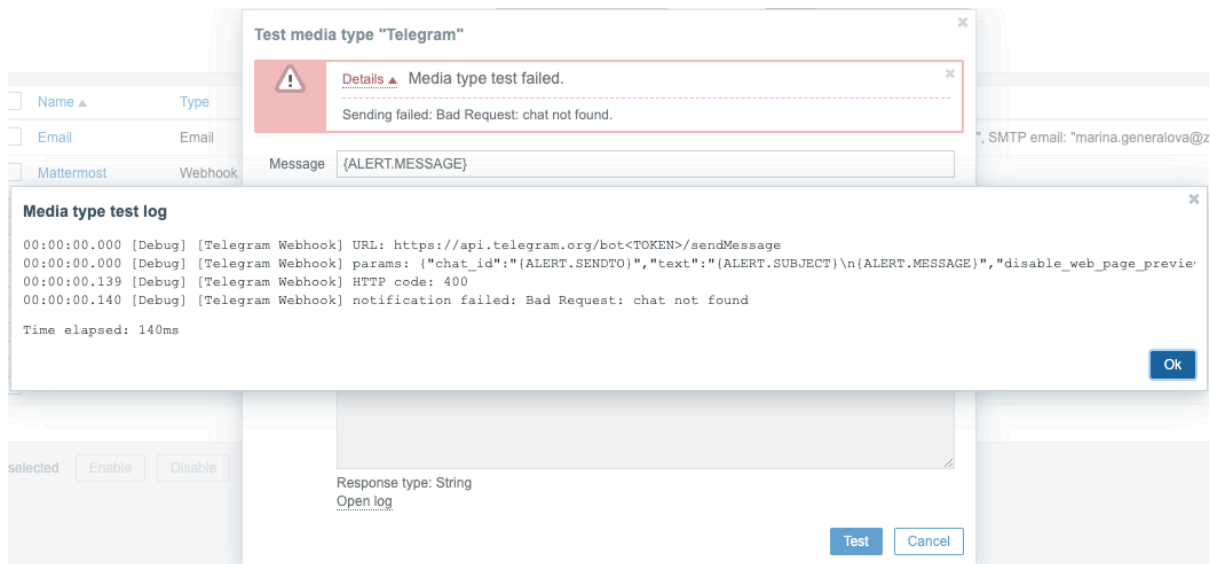 Test media type "Telegram"
Details Media type test failed.
Sending failed: Bad Request: chat not found.
Name Type
Email Email ", SMTP email: "marina.generalova@z
Message {ALERT.MESSAGE}
Mattermost Webhook
Media type test log
00:00:00.000 [Debug] [Telegram Webhook] URL: https://api.telegram.org/bot<TOKEN>/sendMessage
00:00:00.000 [Debug] [Telegram Webhook] params: {"chat_id":"{ALERT.SENDTO}","text":"{ALERT.SUBJECT}\n{ALERT.MESSAGE}","disable_web_page_previe
00:00:00.139 [Debug] [Telegram Webhook] HTTP code: 400
00:00:00.140 [Debug] [Telegram Webhook] notification failed: Bad Request: chat not found
Time elapsed: 140ms
Ok
selected Enable Disable
Response type: String
Open log
Test Cancel